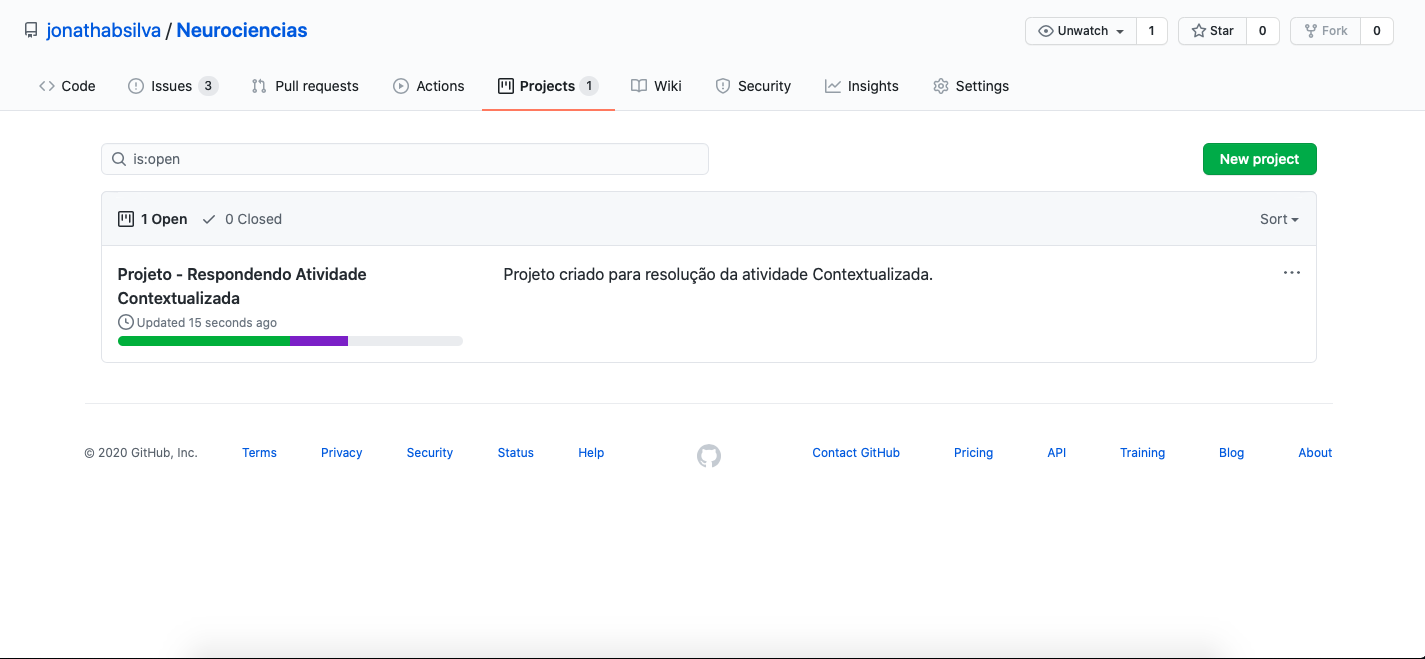 jonathabsilva / Neurociencias
Unwatch 1 Star 0 Fork 0
Code Issues 3 Pull requests Actions Projects 1 Wiki Security Insights Settings
is:open
New project
1 Open 0 Closed
Sort
Projeto - Respondendo Atividade
Contextualizada
Projeto criado para resolução da atividade Contextualizada.
Updated 15 seconds ago
© 2020 GitHub, Inc. Terms Privacy Security Status Help Contact GitHub Pricing API Training Blog About